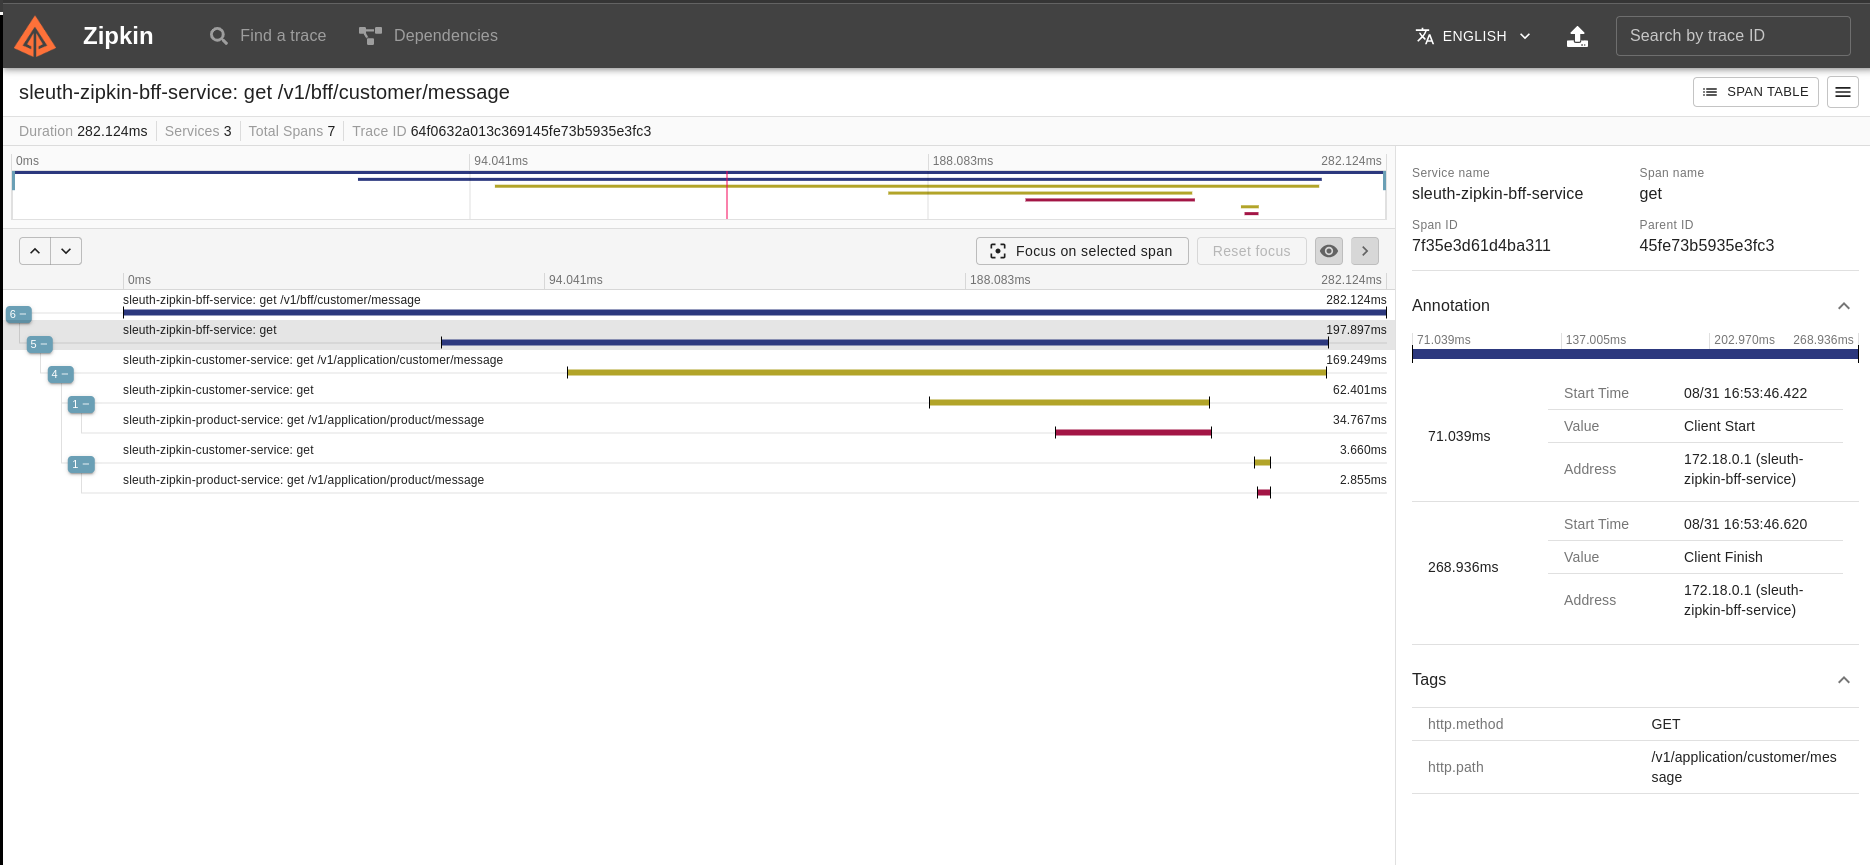 Zipkin
Find a trace
Dependencies
ENGLISH
Search by trace ID
sleuth-zipkin-bff-service: get /v1/bff/customer/message
SPAN TABLE
Duration 282.124ms Services 3 Total Spans 7 Trace ID 64f0632a013c369145fe73b5935e3fc3
0ms 94.041ms 188.083ms 282.124ms
Focus on selected span
Reset focus
0ms 94.041ms 188.083ms 282.124ms
sleuth-zipkin-bff-service: get /v1/bff/customer/message 282.124ms
6 −
sleuth-zipkin-bff-service: get 197.897ms
5 −
sleuth-zipkin-customer-service: get /v1/application/customer/message 169.249ms
4 −
sleuth-zipkin-customer-service: get 62.401ms
1 −
sleuth-zipkin-product-service: get /v1/application/product/message 34.767ms
sleuth-zipkin-customer-service: get 3.660ms
1 −
sleuth-zipkin-product-service: get /v1/application/product/message 2.855ms
Service name Span name
sleuth-zipkin-bff-service get
Span ID Parent ID
7f35e3d61d4ba311 45fe73b5935e3fc3
Annotation
71.039ms 137.005ms 202.970ms 268.936ms
71.039ms
Start Time 08/31 16:53:46.422
Value Client Start
Address 172.18.0.1 (sleuth-
zipkin-bff-service)
268.936ms
Start Time 08/31 16:53:46.620
Value Client Finish
Address 172.18.0.1 (sleuth-
zipkin-bff-service)
Tags
http.method GET
http.path /v1/application/customer/mes
sage